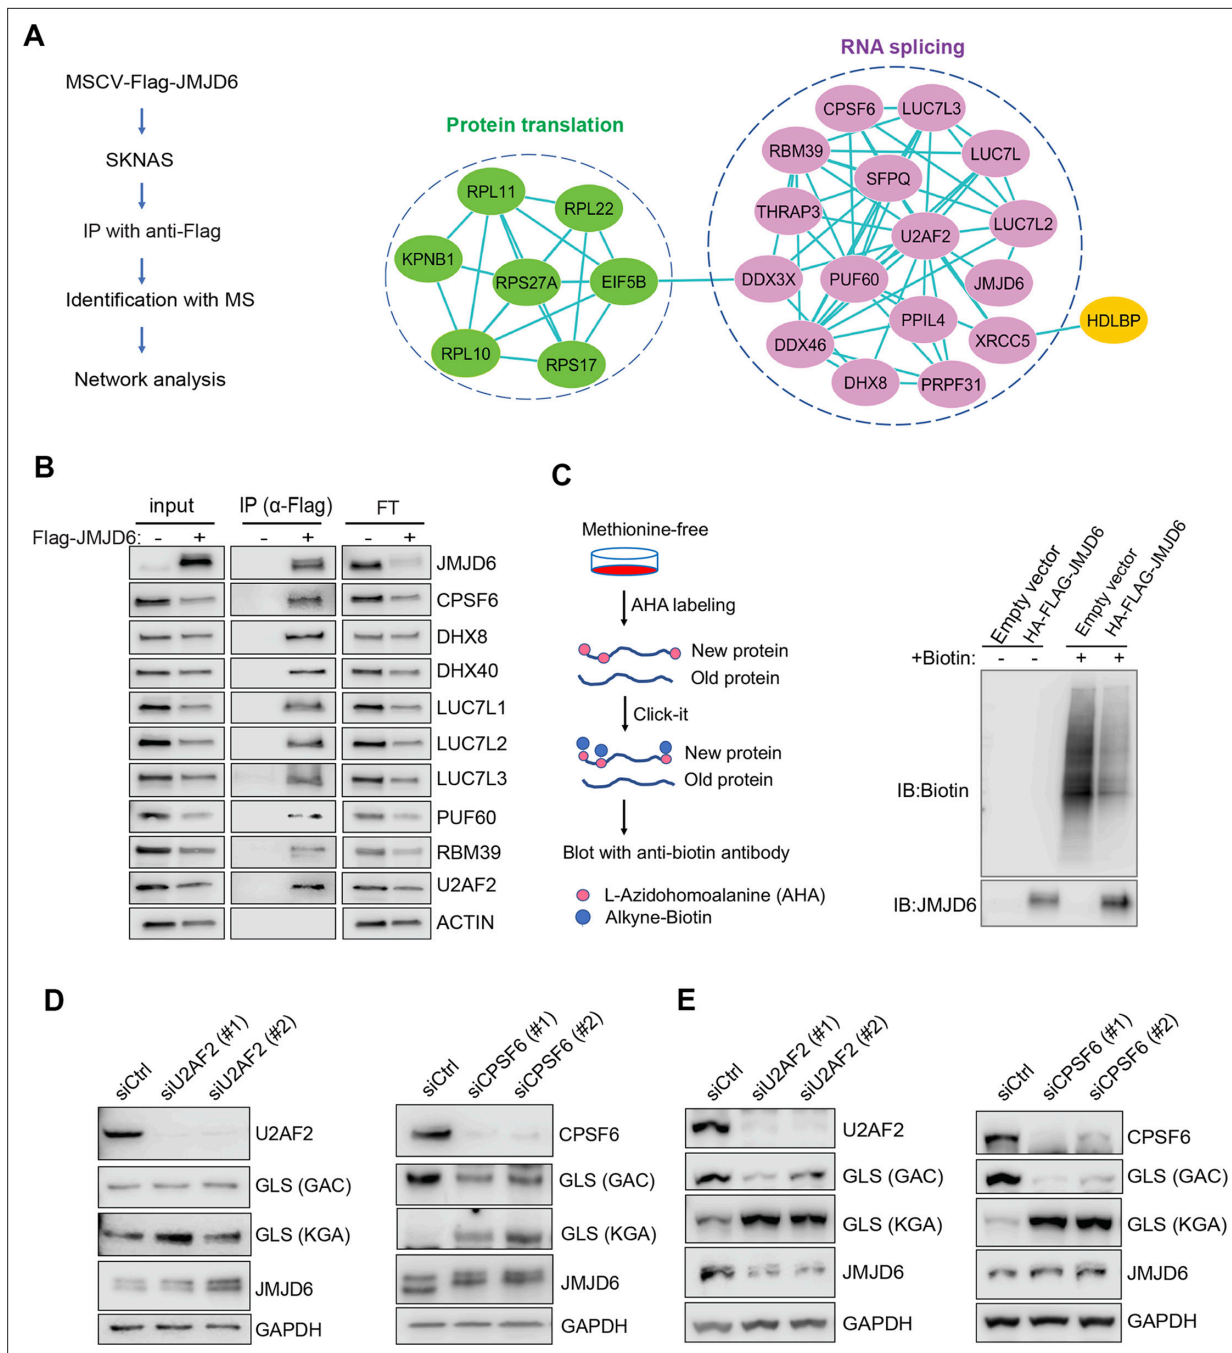 A
MSCV-Flag-JMJD6
SKNAS
IP with anti-Flag
Identification with MS
Network analysis
Protein translation
RPL11
RPL22
KPNB1
RPS27A
EIF5B
RPL10
RPS17
RNA splicing
CPSF6
LUC7L3
RBM39
LUC7L
SFPQ
THRAP3
U2AF2
LUC7L2
DDX3X
PUF60
JMJD6
PPIL4
DDX46
XRCC5
DHX8
PRPF31
HDLBP
B
input
IP (α-Flag)
FT
Flag-JMJD6: - + - + - +
JMJD6
CPSF6
DHX8
DHX40
LUC7L1
LUC7L2
LUC7L3
PUF60
RBM39
U2AF2
ACTIN
C
Methionine-free
AHA labeling
New protein
Old protein
Click-it
New protein
Old protein
Blot with anti-biotin antibody
L-Azidohomoalanine (AHA)
Alkyne-Biotin
Empty vector
HA-FLAG-JMJD6
Empty vector
HA-FLAG-JMJD6
+Biotin: - - + +
IB:Biotin
IB:JMJD6
D
siCtrl
siU2AF2 (#1)
siU2AF2 (#2)
U2AF2
GLS (GAC)
GLS (KGA)
JMJD6
GAPDH
siCtrl
siCPSF6 (#1)
siCPSF6 (#2)
CPSF6
GLS (GAC)
GLS (KGA)
JMJD6
GAPDH
E
siCtrl
siU2AF2 (#1)
siU2AF2 (#2)
U2AF2
GLS (GAC)
GLS (KGA)
JMJD6
GAPDH
siCtrl
siCPSF6 (#1)
siCPSF6 (#2)
CPSF6
GLS (GAC)
GLS (KGA)
JMJD6
GAPDH